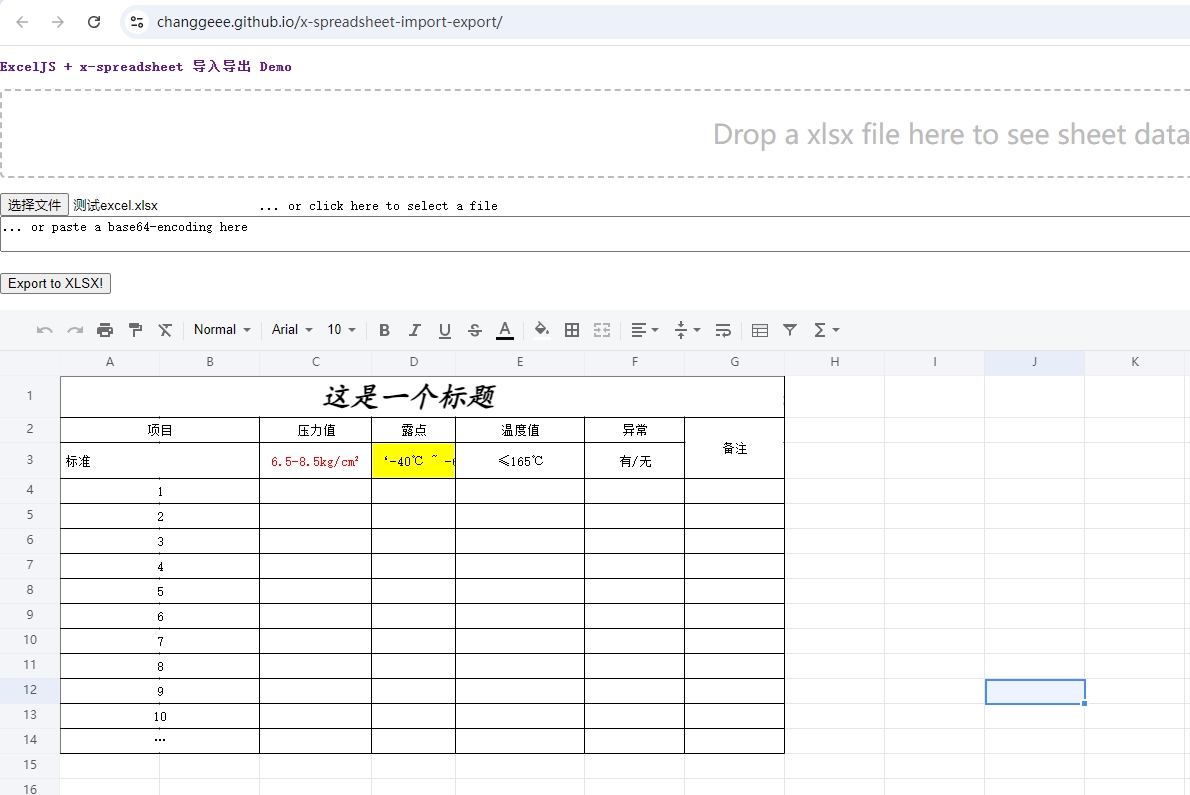 changgeee.github.io/x-spreadsheet-import-export/
ExcelJS + x-spreadsheet 导入导出 Demo
Drop a xlsx file here to see sheet data
选择文件 测试excel.xlsx ... or click here to select a file
... or paste a base64-encoding here
Export to XLSX!
Normal Arial 10 B I U S A Σ
A B C D E F G H I J K
1 这是一个标题
2 项目 压力值 露点 温度值 异常 备注
3 标准 6.5-8.5kg/cm² ‘-40℃ ~ -6 ≤165℃ 有/无
4 1
5 2
6 3
7 4
8 5
9 6
10 7
11 8
12 9
13 10
14 …
15
16